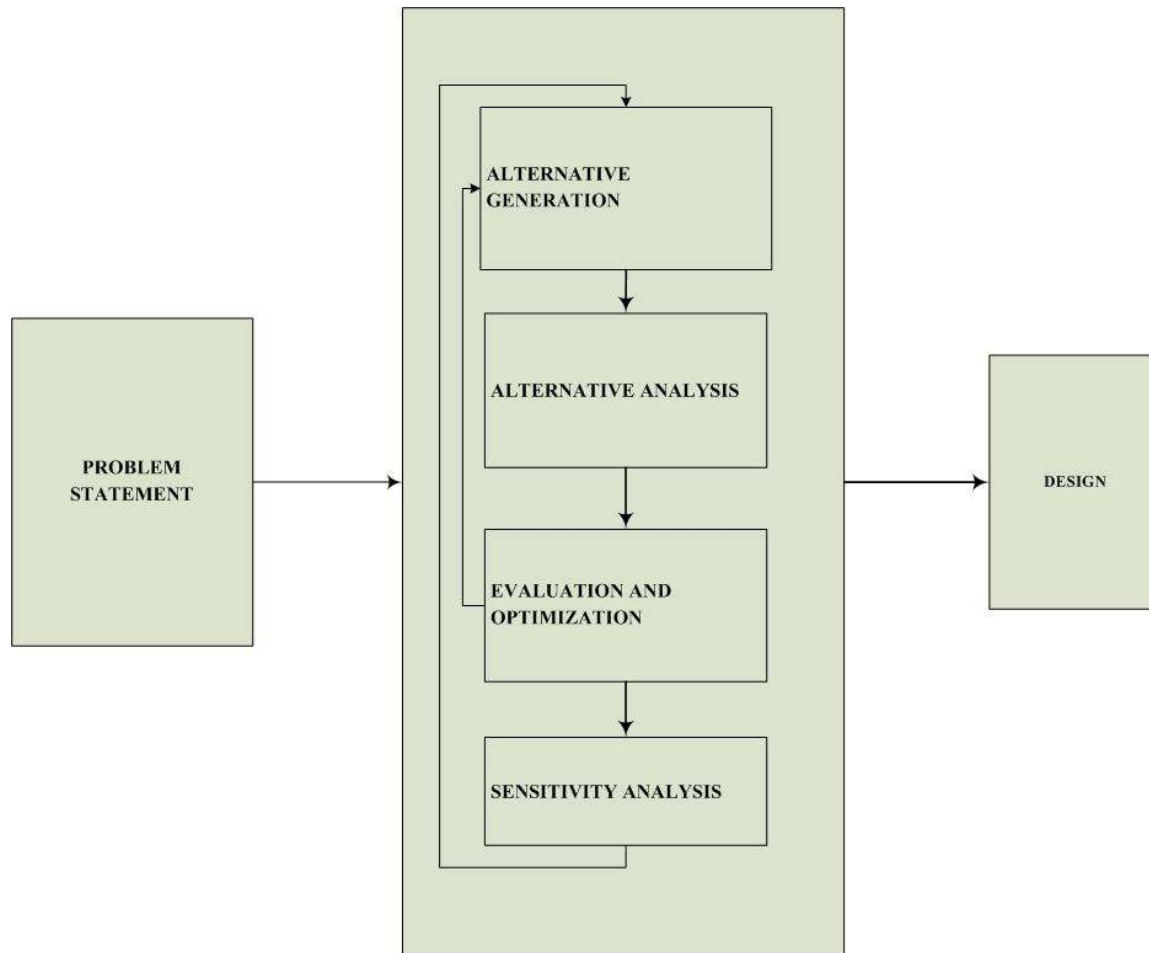 PROBLEM
STATEMENT
ALTERNATIVE
GENERATION
ALTERNATIVE ANALYSIS
EVALUATION AND
OPTIMIZATION
SENSITIVITY ANALYSIS
DESIGN